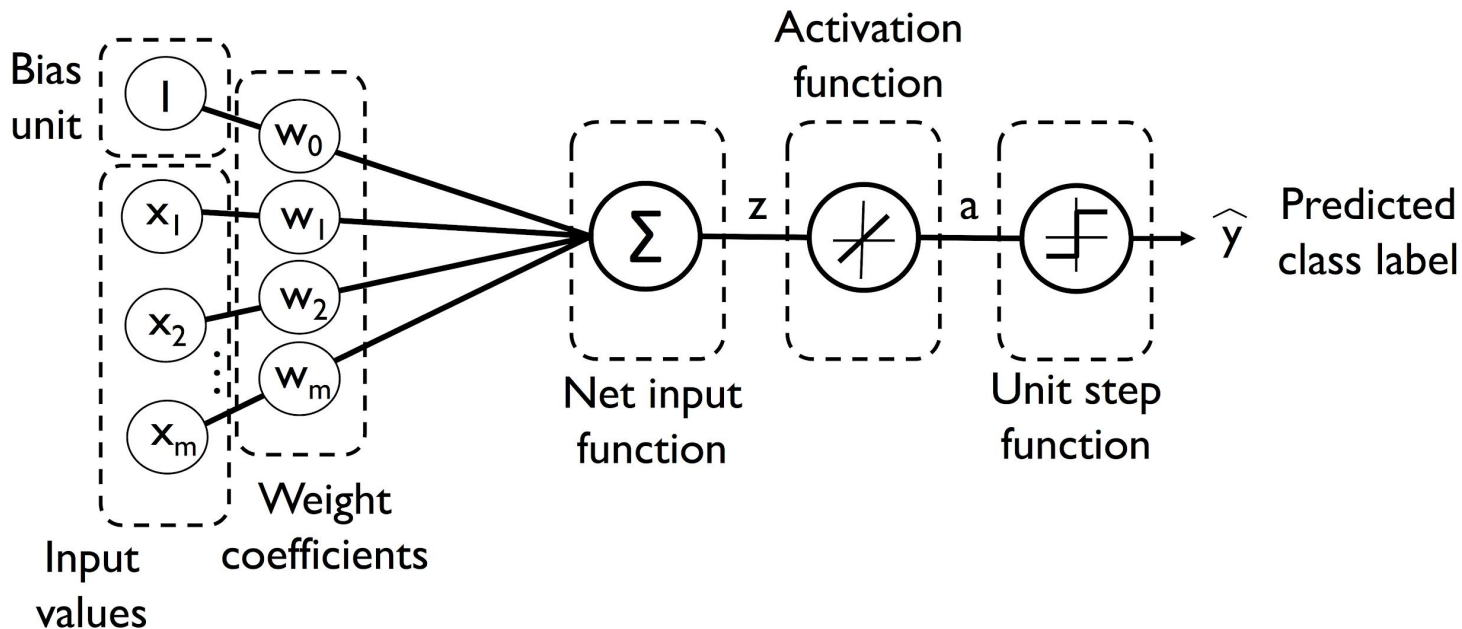 Activation
function
Bias
unit
1
w₀
x₁
w₁
x₂
w₂
xₘ
wₘ
Σ
z
a
ŷ
Predicted
class label
Net input
function
Unit step
function
Weight
coefficients
Input
values